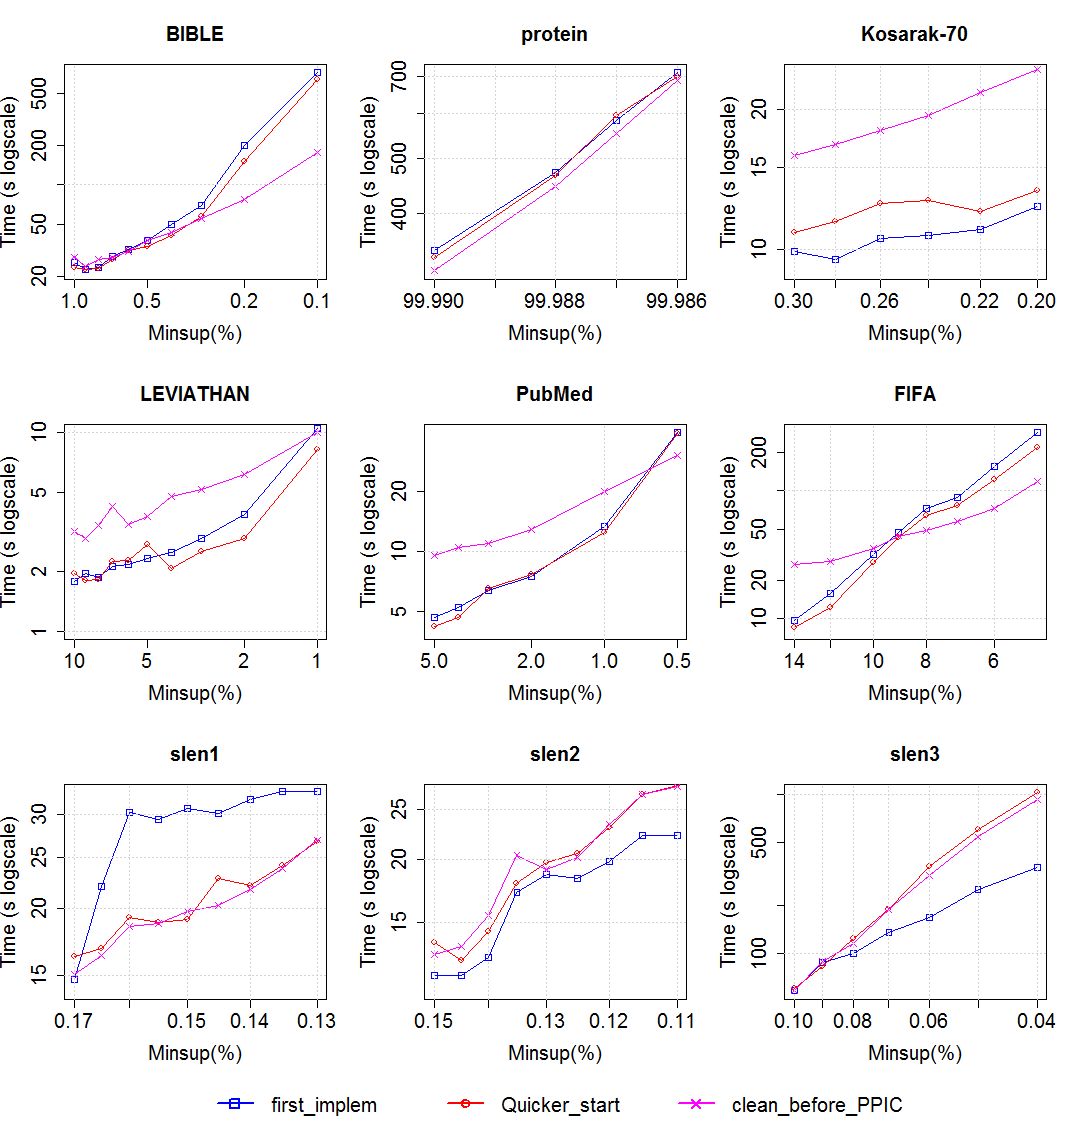 BIBLE
protein
Kosarak-70
Time (s logscale)
20
50
200
500
1.0
0.5
0.2
0.1
Minsup(%)
Time (s logscale)
400
500
700
99.990
99.988
99.986
Minsup(%)
Time (s logscale)
10
15
20
0.30
0.26
0.22
0.20
Minsup(%)
LEVIATHAN
PubMed
FIFA
Time (s logscale)
1
2
5
10
10
5
2
1
Minsup(%)
Time (s logscale)
5
10
20
5.0
2.0
1.0
0.5
Minsup(%)
Time (s logscale)
10
20
50
200
14
10
8
6
Minsup(%)
slen1
slen2
slen3
Time (s logscale)
15
20
25
30
0.17
0.15
0.14
0.13
Minsup(%)
Time (s logscale)
15
20
25
0.15
0.13
0.12
0.11
Minsup(%)
Time (s logscale)
100
500
0.10
0.08
0.06
0.04
Minsup(%)
first_implem
Quicker_start
clean_before_PPIC